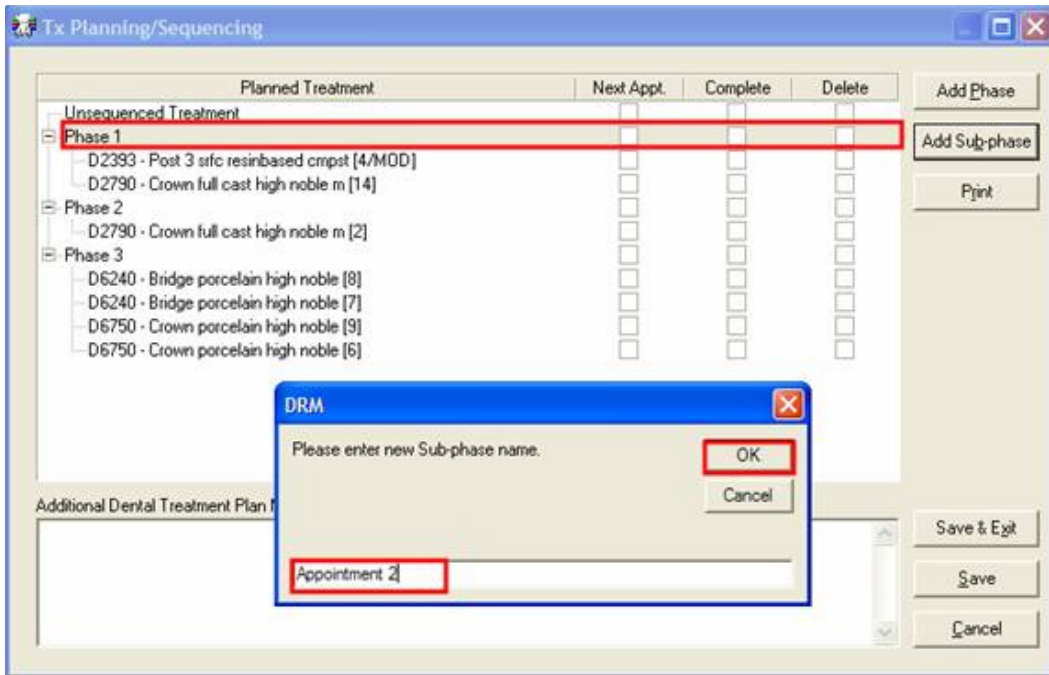 Tx Planning/Sequencing
Planned Treatment Next Appt. Complete Delete
Add Phase
Unsequenced Treatment
Phase 1
Add Sub-phase
D2393 - Post 3 srfc resinbased cmpst [4/MOD]
D2790 - Crown full cast high noble m [14]
Print
Phase 2
D2790 - Crown full cast high noble m [2]
Phase 3
D6240 - Bridge porcelain high noble [8]
D6240 - Bridge porcelain high noble [7]
D6750 - Crown porcelain high noble [9]
D6750 - Crown porcelain high noble [6]
DRM
Please enter new Sub-phase name.
OK
Cancel
Appointment 2
Additional Dental Treatment Plan
Save & Exit
Save
Cancel